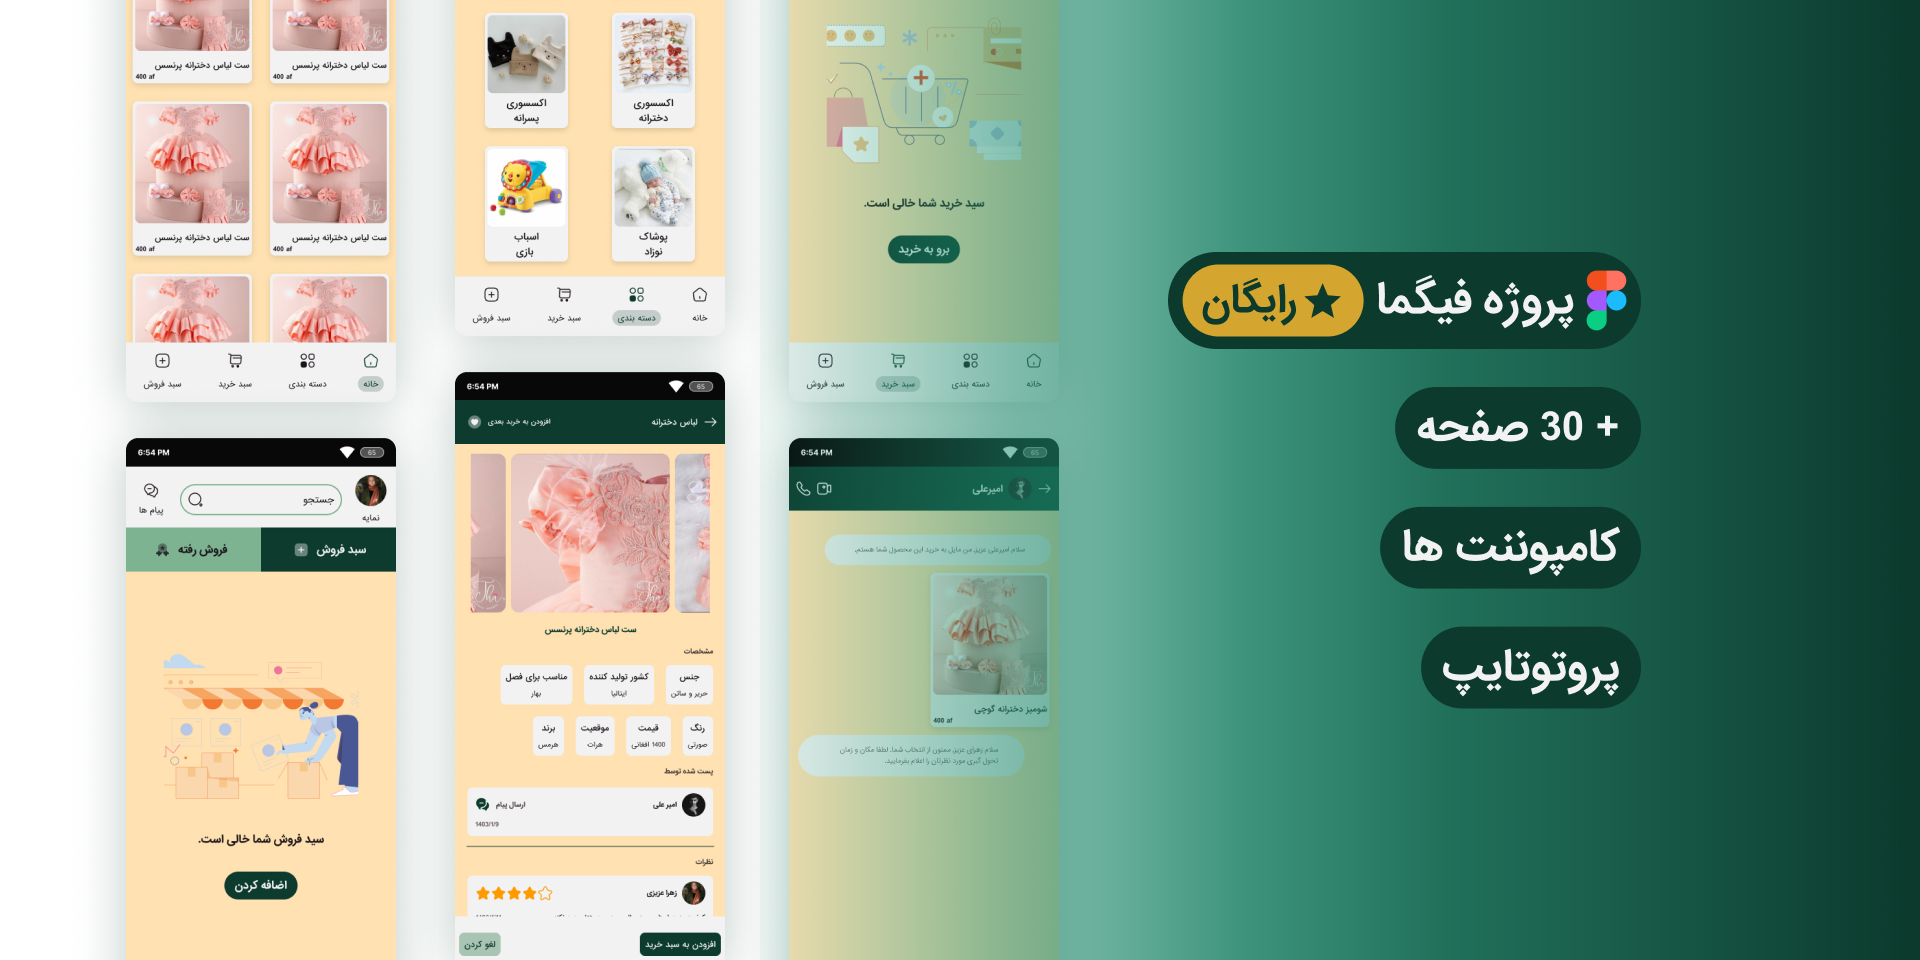 پروژه فیگما
رایگان
+ 30 صفحه
کامپوننت ها
پروتوتایپ
ست لباس دخترانه پرنسس
400 af
ست لباس دخترانه پرنسس
400 af
ست لباس دخترانه پرنسس
400 af
ست لباس دخترانه پرنسس
400 af
خانه
دسته بندی
سبد خرید
سبد فروش
6:54 PM
65
نمایه
جستجو
پیام ها
سبد فروش
فروش رفته
سبد فروش شما خالی است.
اضافه کردن
اکسسوری
دخترانه
اکسسوری
پسرانه
پوشاک
نوزاد
اسباب
بازی
خانه
دسته بندی
سبد خرید
سبد فروش
6:54 PM
65
لباس دخترانه
افزودن به خرید بعدی
ست لباس دخترانه پرنسس
مشخصات
جنس
حریر و ساتن
کشور تولید کننده
ایتالیا
مناسب برای فصل
بهار
رنگ
صورتی
قیمت
1400 افغانی
موقعیت
هرات
برند
هرمس
پست شده توسط
امیر علی
ارسال پیام
1403/1/9
نظرات
زهرا عزیزی
افزودن به سبد خرید
لغو کردن
سبد خرید شما خالی است.
برو به خرید
خانه
دسته بندی
سبد خرید
سبد فروش
6:54 PM
65
امیرعلی
سلام امیرعلی عزیز، من مایل به خرید این محصول شما هستم.
شومیز دخترانه گوچی
400 af
سلام زهرای عزیز، ممنون از انتخاب شما، لطفا مکان و زمان
تحول گیری مورد نظرتان را اعلام بفرمایید.